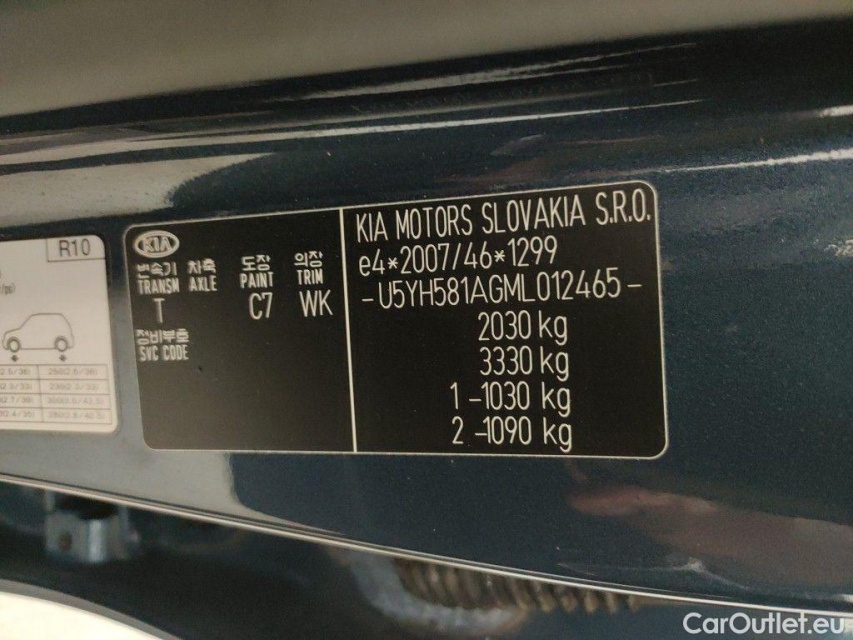 R10
KIA
변속기 차축 도장 의장
TRANSM AXLE PAINT TRIM
T C7 WK
정비부호
SVC CODE
KIA MOTORS SLOVAKIA S.R.O.
e4*2007/46*1299
-U5YH581AGML012465-
2030 kg
3330 kg
1 -1030 kg
2 -1090 kg
CarOutlet.eu